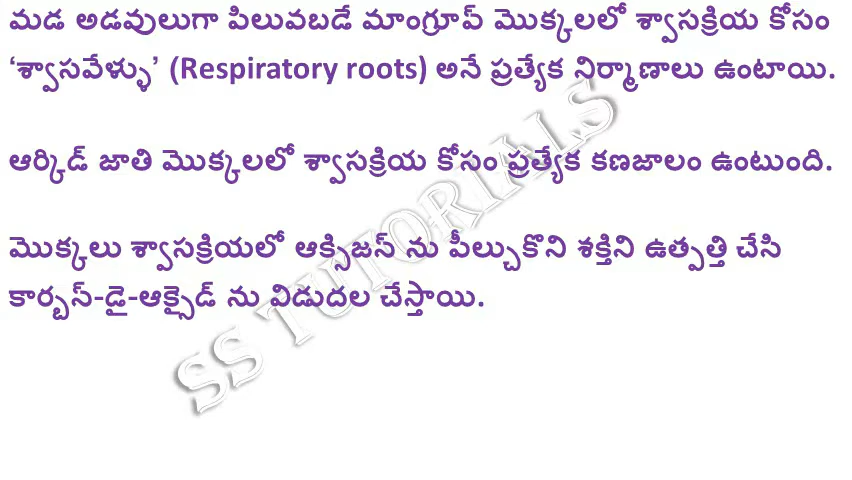 మడ అడవులుగా పిలువబడే మాంగ్రూప్ మొక్కలలో శ్వాసక్రియ కోసం
‘శ్వాసవేళ్ళు’ (Respiratory roots) అనే ప్రత్యేక నిర్మాణాలు ఉంటాయి.
ఆర్కిడ్ జాతి మొక్కలలో శ్వాసక్రియ కోసం ప్రత్యేక కణజాలం ఉంటుంది.
మొక్కలు శ్వాసక్రియలో ఆక్సిజన్ ను పీల్చుకొని శక్తిని ఉత్పత్తి చేసి
కార్బన్-డై-ఆక్సైడ్ ను విడుదల చేస్తాయి.
SS TUTORIALS